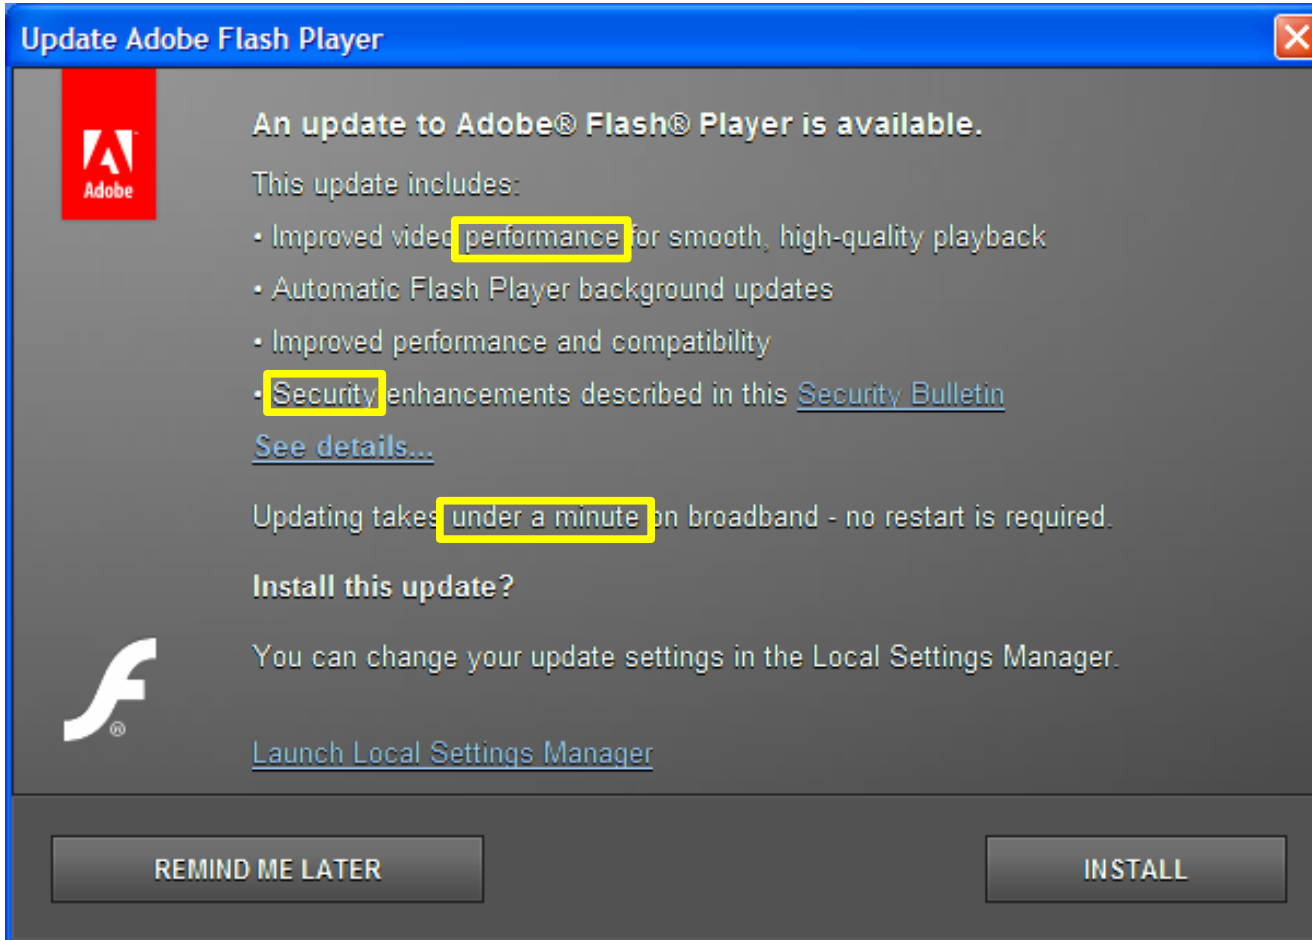 Update Adobe Flash Player
Adobe
An update to Adobe® Flash® Player is available.
This update includes:
• Improved video performance for smooth, high-quality playback
• Automatic Flash Player background updates
• Improved performance and compatibility
• Security enhancements described in this Security Bulletin
See details...
Updating takes under a minute on broadband - no restart is required.
Install this update?
You can change your update settings in the Local Settings Manager.
®
Launch Local Settings Manager
REMIND ME LATER
INSTALL